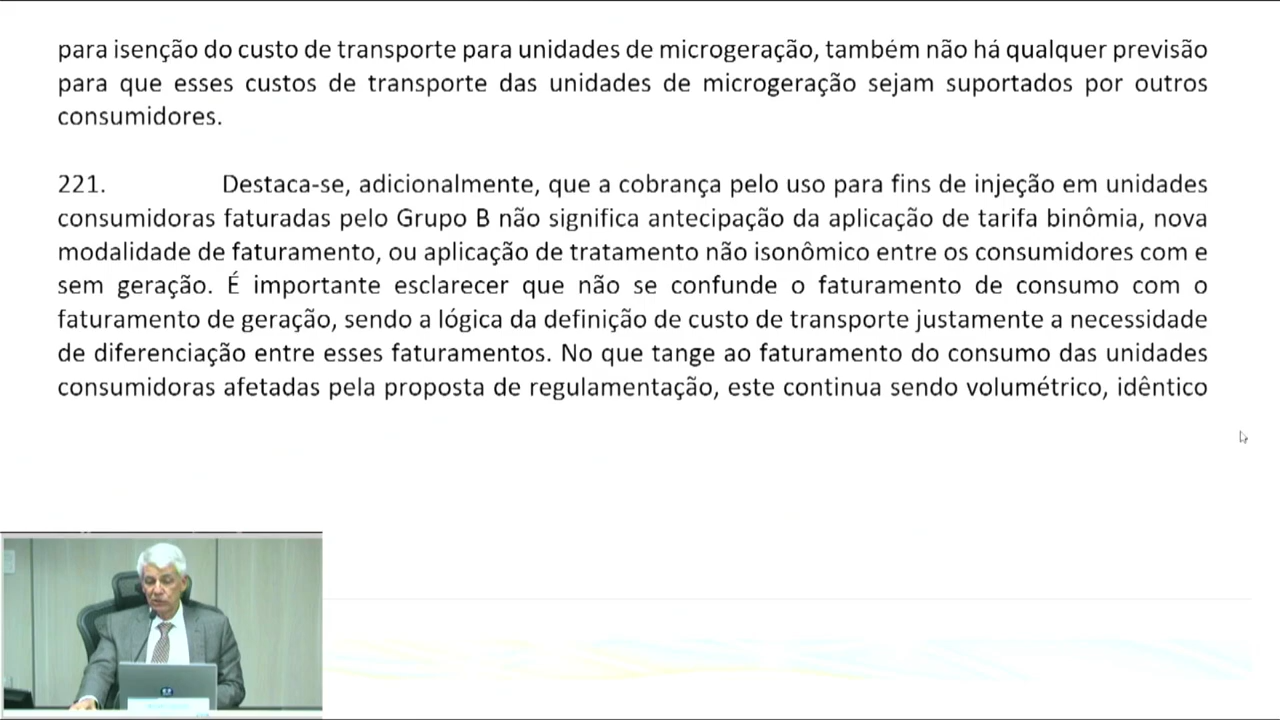 para isenção do custo de transporte para unidades de microgeração, também não há qualquer previsão
para que esses custos de transporte das unidades de microgeração sejam suportados por outros
consumidores.
221. Destaca-se, adicionalmente, que a cobrança pelo uso para fins de injeção em unidades
consumidoras faturadas pelo Grupo B não significa antecipação da aplicação de tarifa binômia, nova
modalidade de faturamento, ou aplicação de tratamento não isonômico entre os consumidores com e
sem geração. É importante esclarecer que não se confunde o faturamento de consumo com o
faturamento de geração, sendo a lógica da definição de custo de transporte justamente a necessidade
de diferenciação entre esses faturamentos. No que tange ao faturamento do consumo das unidades
consumidoras afetadas pela proposta de regulamentação, este continua sendo volumétrico, idêntico